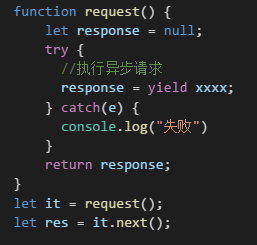 function request() {
    let response = null;
    try {
      //执行异步请求
      response = yield xxxx;
    } catch(e) {
      console.log("失败")
    }
    return response;
}
let it = request();
let res = it.next();